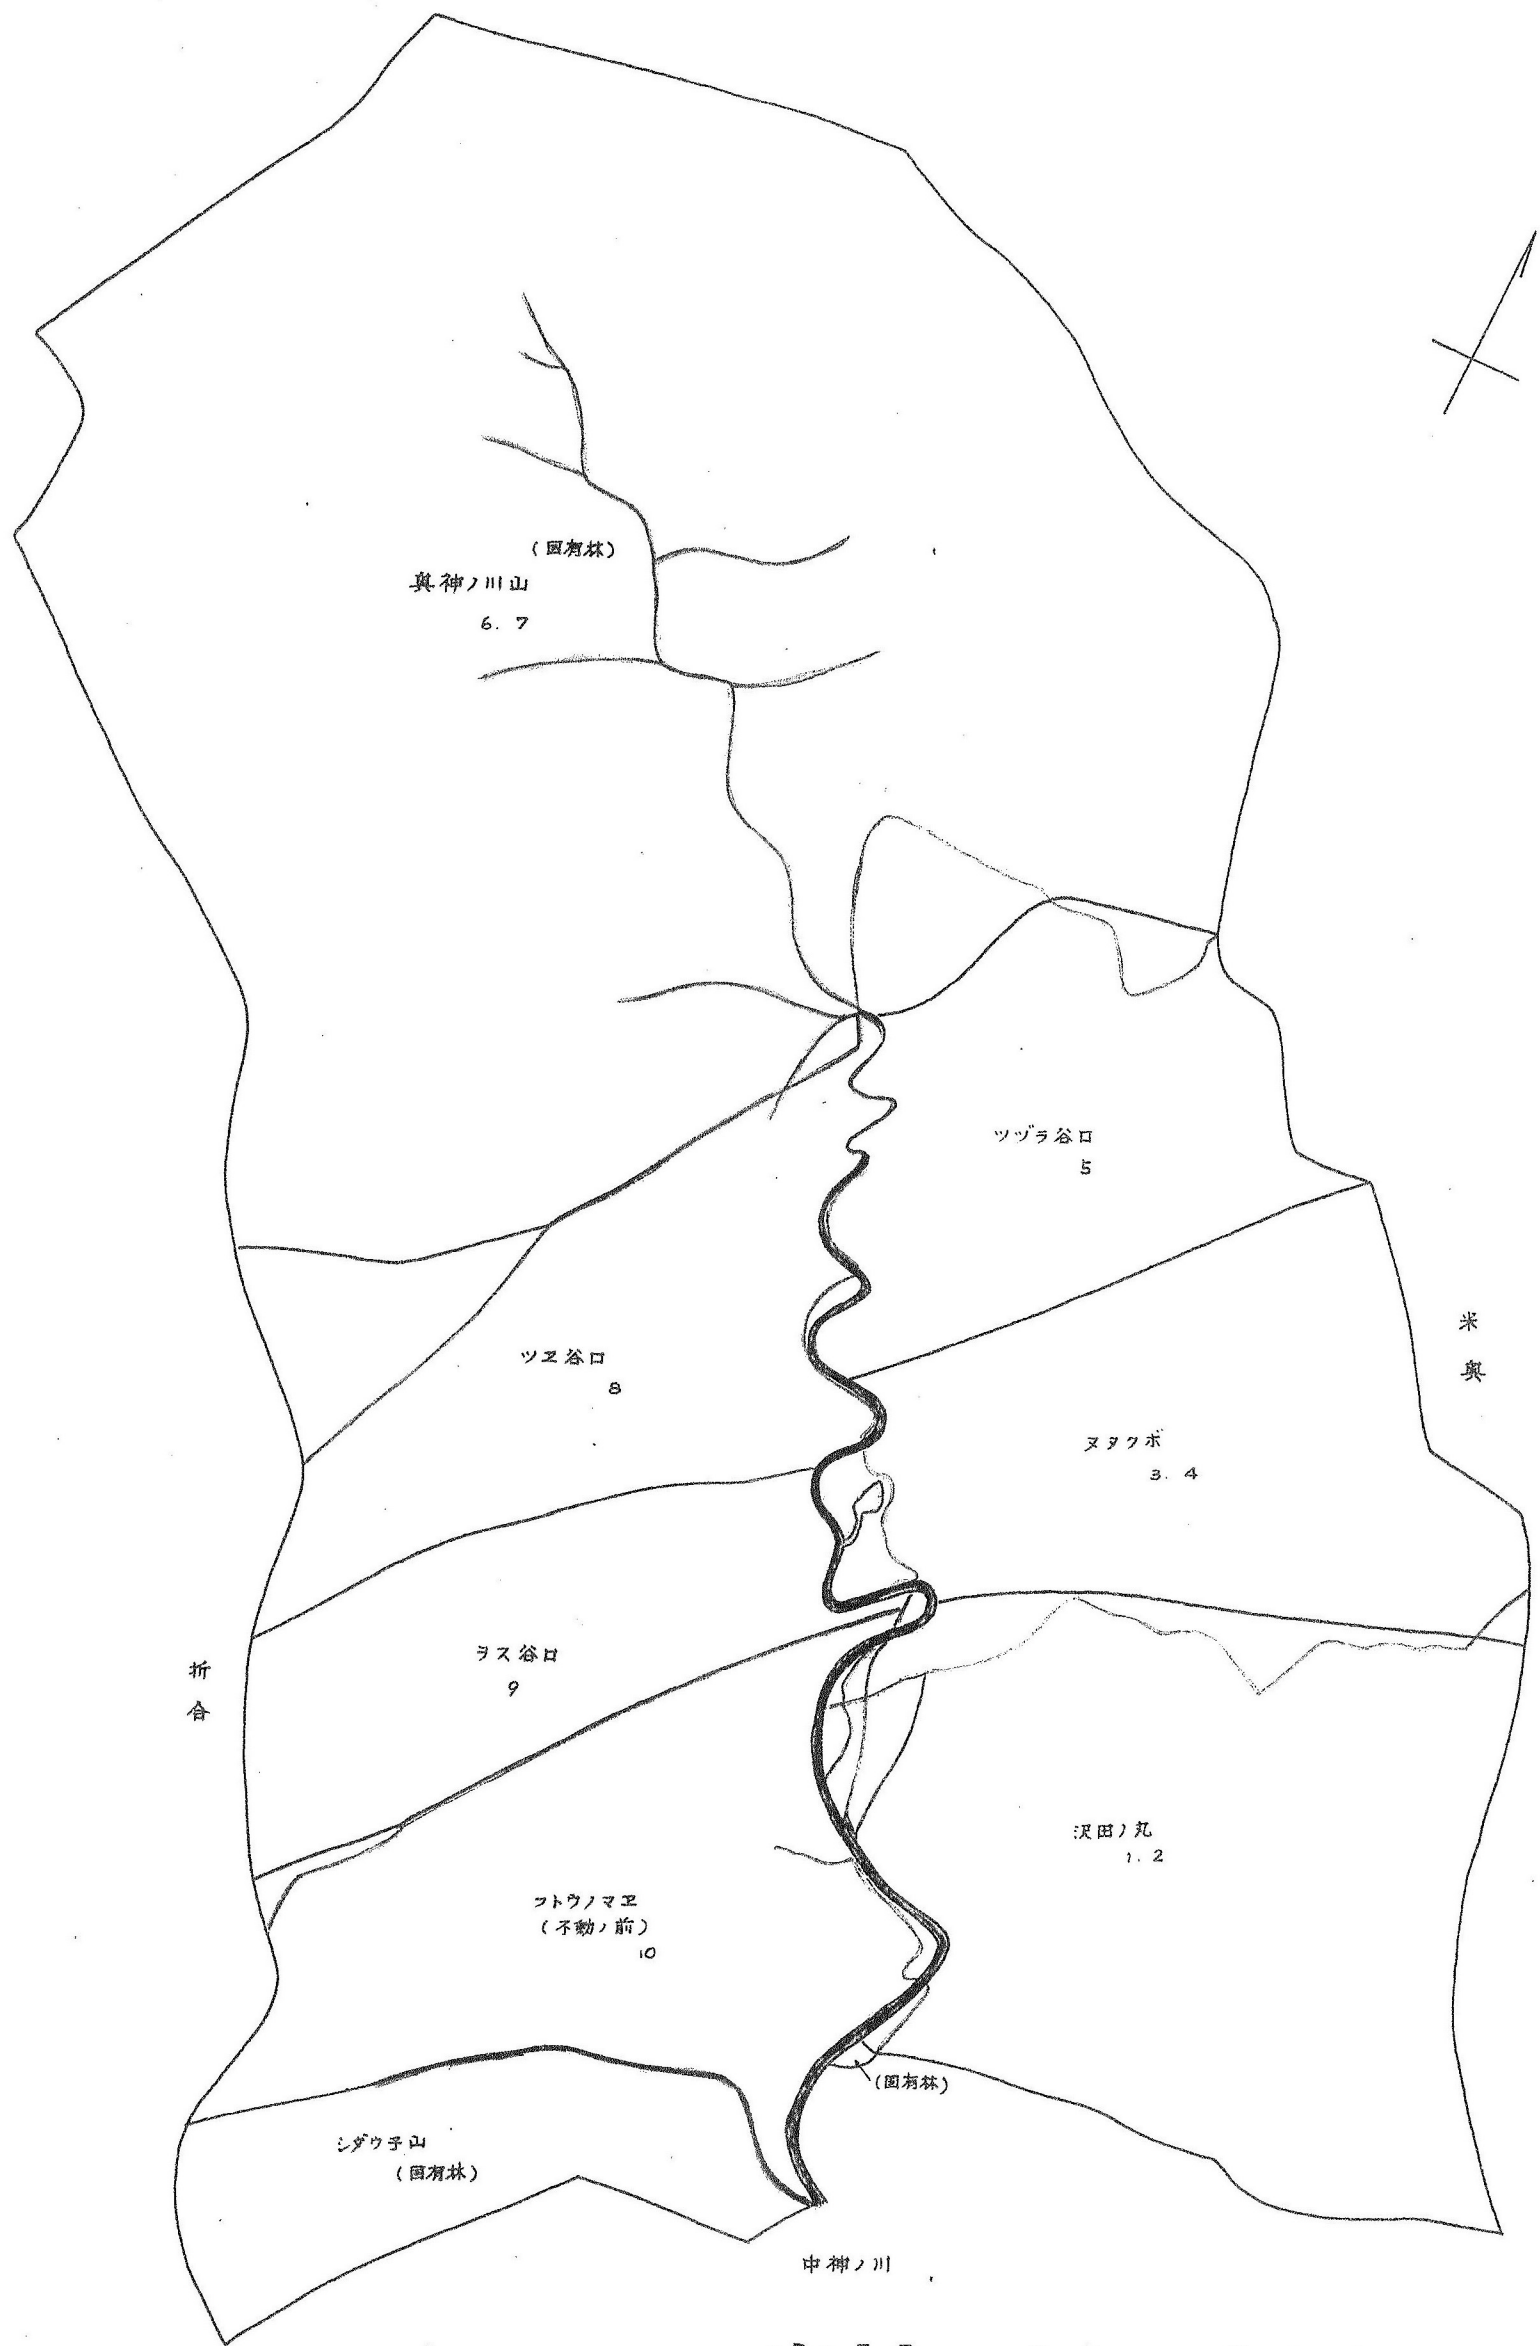 (国有林)
奥神ノ川山
6. 7
ツヅラ谷口
5
米奥
ツヱ谷口
8
ヌタクボ
3. 4
ヲス谷口
9
折合
沢田ノ丸
1. 2
フトウノマヱ
(不動ノ前)
10
(国有林)
シダウ子山
(国有林)
中神ノ川